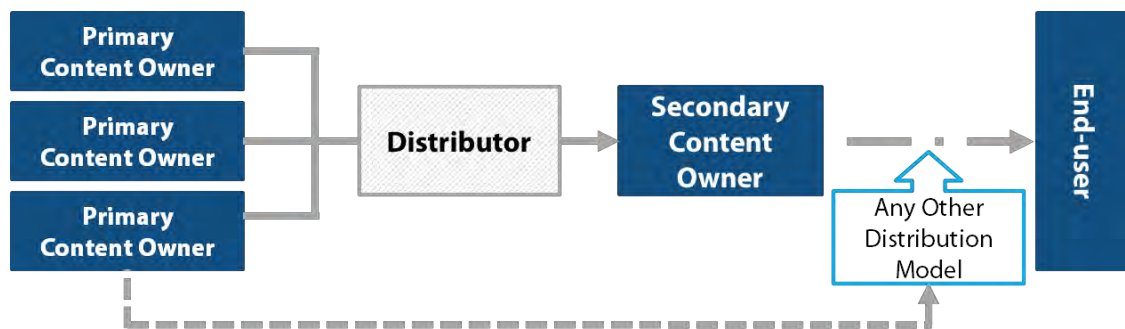 Primary
Content Owner
Primary
Content Owner
Primary
Content Owner
Distributor
Secondary
Content
Owner
Any Other
Distribution
Model
End-user